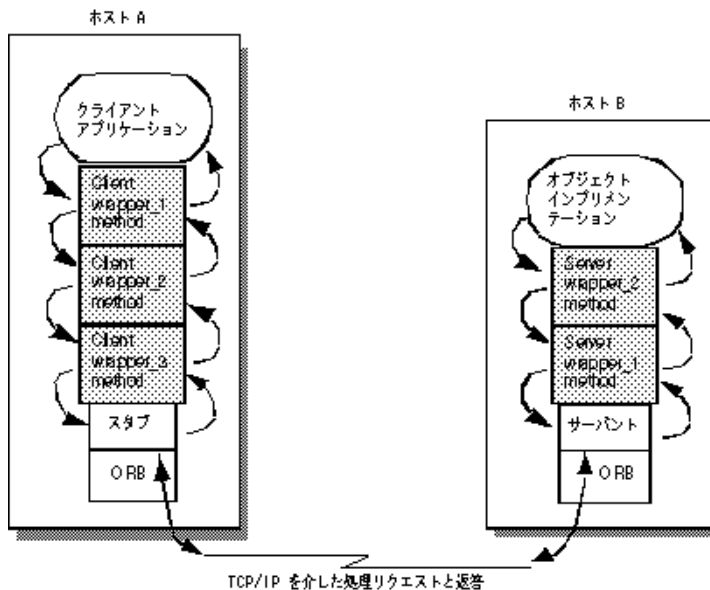 ホスト A
クライアント
アプリケーション
Client
wrapper_1
method
Client
wrapper_2
method
Client
wrapper_3
method
スタブ
ORB
ホスト B
オブジェクト
インプリメン
テーション
Server
wrapper_2
method
Server
wrapper_1
method
サーバント
ORB
TCP/IP を介した処理リクエストと返答